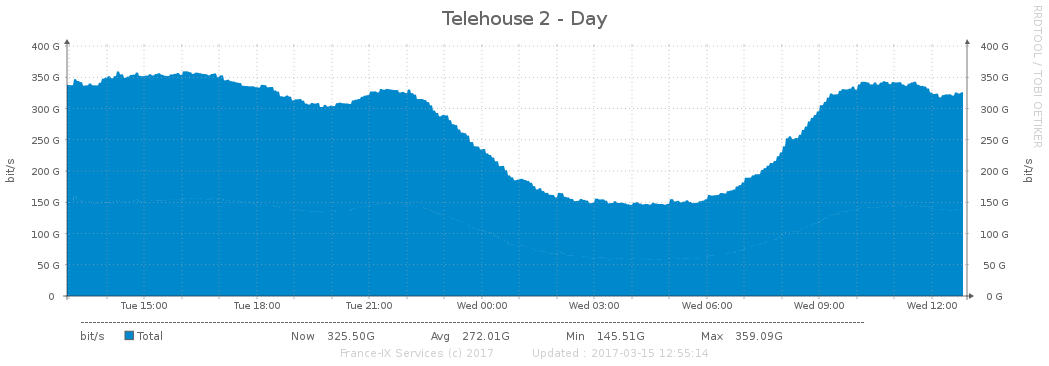 Telehouse 2 - Day
RRDTOOL / TOBI OETIKER
400 G 400 G
350 G 350 G
300 G 300 G
250 G 250 G
200 G 200 G
150 G 150 G
100 G 100 G
50 G 50 G
0 0 G
bit/s bit/s
Tue 15:00 Tue 18:00 Tue 21:00 Wed 00:00 Wed 03:00 Wed 06:00 Wed 09:00 Wed 12:00
bit/s Total Now 325.50G Avg 272.01G Min 145.51G Max 359.09G
France-IX Services (c) 2017 Updated : 2017-03-15 12:55:14